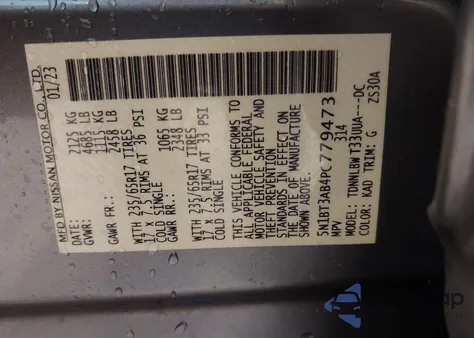 MFD BY NISSAN MOTOR CO., LTD.
01/23
GVWR: 2125 KG
4685 LB
GAWR FR.: 1115 KG
2458 LB
WITH 235/65R17 TIRES
17 X 7.5 RIMS AT 36 PSI
COLD SINGLE
GAWR RR.: 1065 KG
2348 LB
WITH 235/65R17 TIRES
17 X 7.5 RIMS AT 33 PSI
COLD SINGLE
THIS VEHICLE CONFORMS TO
ALL APPLICABLE FEDERAL
MOTOR VEHICLE SAFETY AND
THEFT PREVENTION
STANDARDS IN EFFECT ON
THE DATE OF MANUFACTURE
SHOWN ABOVE.
5N1BT3AB4PC779473
MPV 314
TDWNLBW T33UUA---DC
COLOR: KAD TRIM: G ZS30A